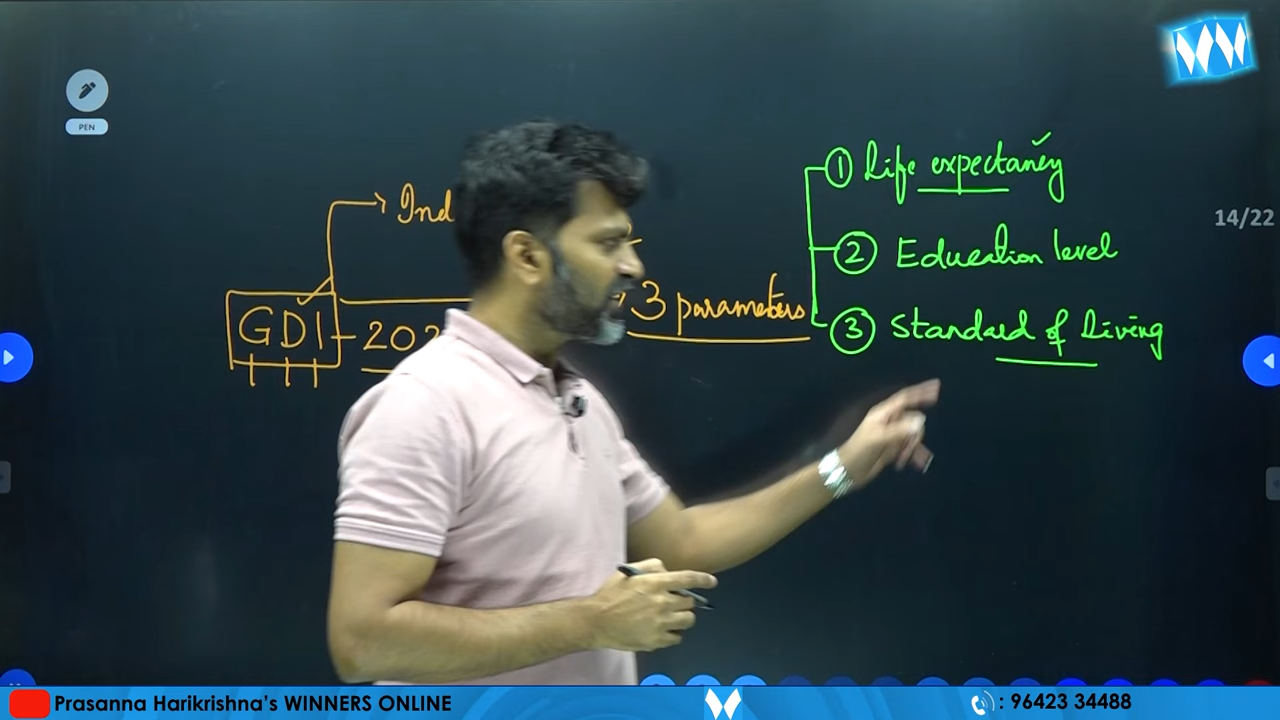 W
PEN
① Life expectancy
14/22
Ind
② Education level
3 parameters
GDI - 202
③ Standard of Living
Prasanna Harikrishna's WINNERS ONLINE
W
: 96423 34488